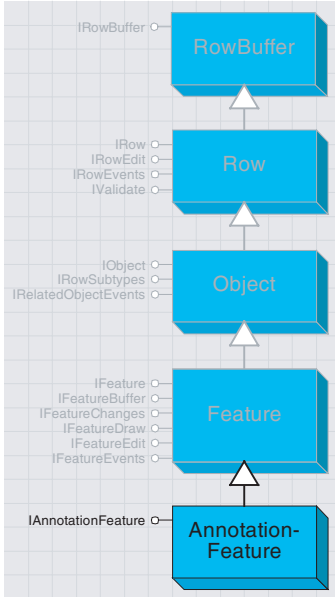 IRowBuffer
RowBuffer
IRow
IRowEdit
IRowEvents
IValidate
Row
IObject
IRowSubtypes
IRelatedObjectEvents
Object
IFeature
IFeatureBuffer
IFeatureChanges
IFeatureDraw
IFeatureEdit
IFeatureEvents
Feature
IAnnotationFeature
Annotation-
Feature